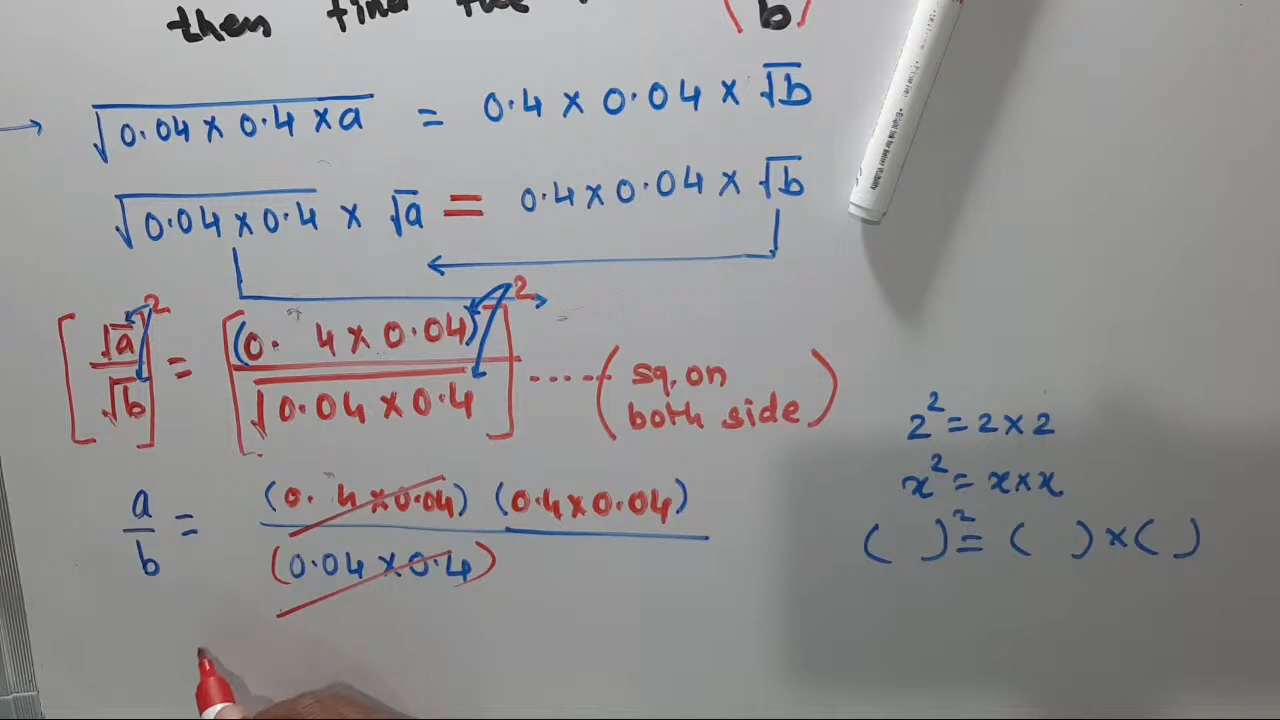 then find the (b)
→ √(0.04 × 0.4 × a) = 0.4 × 0.04 × √b
√(0.04 × 0.4) × √a = 0.4 × 0.04 × √b
[√a/√b]² = [(0.4 × 0.04)/√(0.04 × 0.4)]² ...... (sq. on both side)
2² = 2 × 2
x² = x × x
( )² = ( ) × ( )
a/b = (0.4 × 0.04) (0.4 × 0.04)/(0.04 × 0.4)